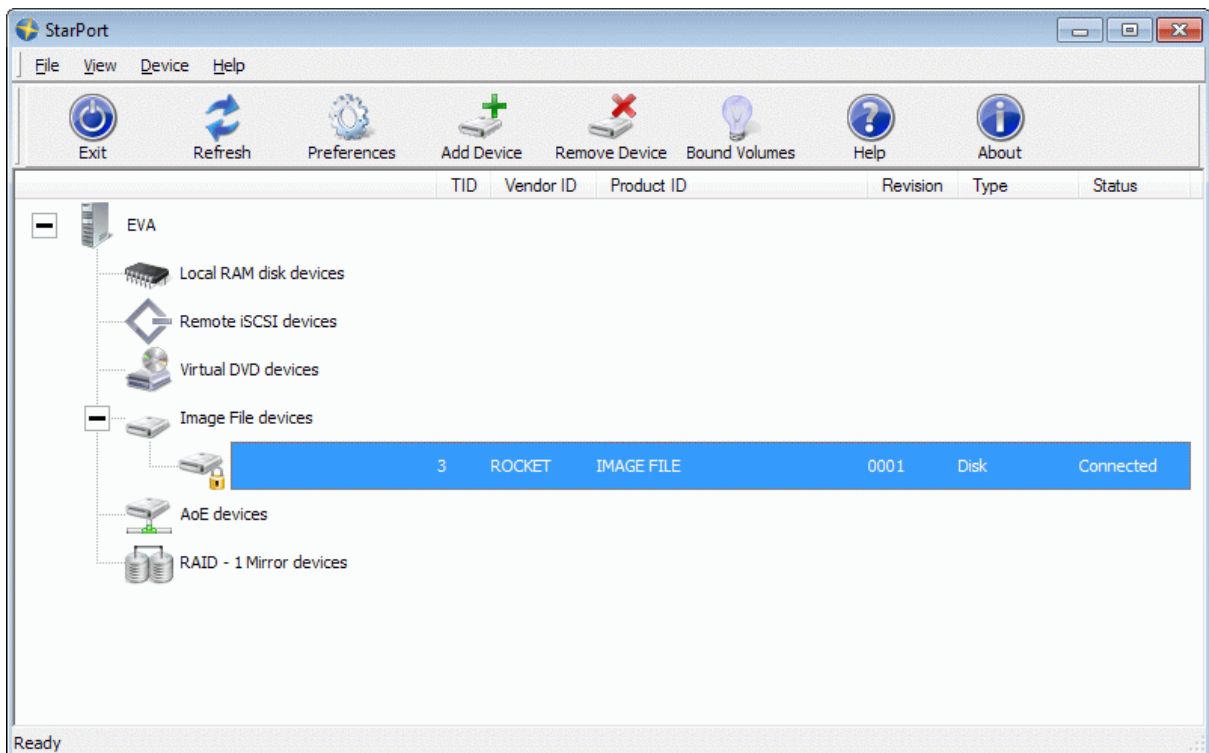 StarPort
File View Device Help
Exit Refresh Preferences Add Device Remove Device Bound Volumes Help About
TID Vendor ID Product ID Revision Type Status
EVA
Local RAM disk devices
Remote iSCSI devices
Virtual DVD devices
Image File devices
3 ROCKET IMAGE FILE 0001 Disk Connected
AoE devices
RAID - 1 Mirror devices
Ready